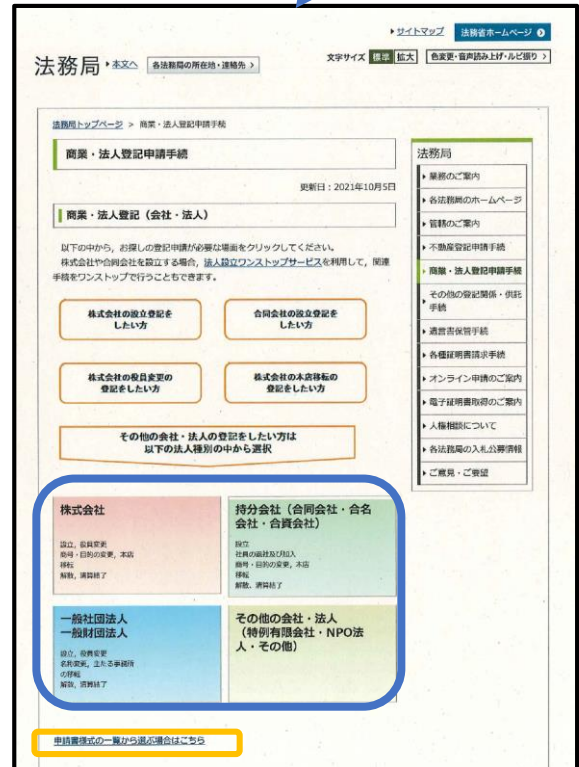 サイトマップ 法務省ホームページ
法務局 本文へ 各法務局の所在地・連絡先
文字サイズ 標準 拡大 色変更・音声読み上げ・ルビ振り
法務局トップページ > 商業・法人登記申請手続
商業・法人登記申請手続
更新日：2021年10月5日
商業・法人登記（会社・法人）
以下の中から，お探しの登記申請が必要な場面をクリックしてください。
株式会社や合同会社を設立する場合，法人設立ワンストップサービスを利用して，関連
手続をワンストップで行うこともできます。
株式会社の設立登記を
したい方
合同会社の設立登記を
したい方
株式会社の役員変更の
登記をしたい方
株式会社の本店移転の
登記をしたい方
その他の会社・法人の登記をしたい方は
以下の法人種別の中から選択
株式会社
設立，役員変更
商号・目的の変更，本店
移転
解散，清算結了
持分会社（合同会社・合名
会社・合資会社）
設立
社員の退社及び加入
商号・目的の変更，本店
移転
解散，清算結了
一般社団法人
一般財団法人
設立，役員変更
名称変更，主たる事務所
の移転
解散，清算結了
その他の会社・法人
（特例有限会社・NPO法
人・その他）
申請書様式の一覧から選ぶ場合はこちら
法務局
業務のご案内
各法務局のホームページ
管轄のご案内
不動産登記申請手続
商業・法人登記申請手続
その他の登記関係・供託
手続
遺言書保管手続
各種証明書請求手続
オンライン申請のご案内
電子証明書取得のご案内
人権相談について
各法務局の入札公募情報
ご意見・ご要望